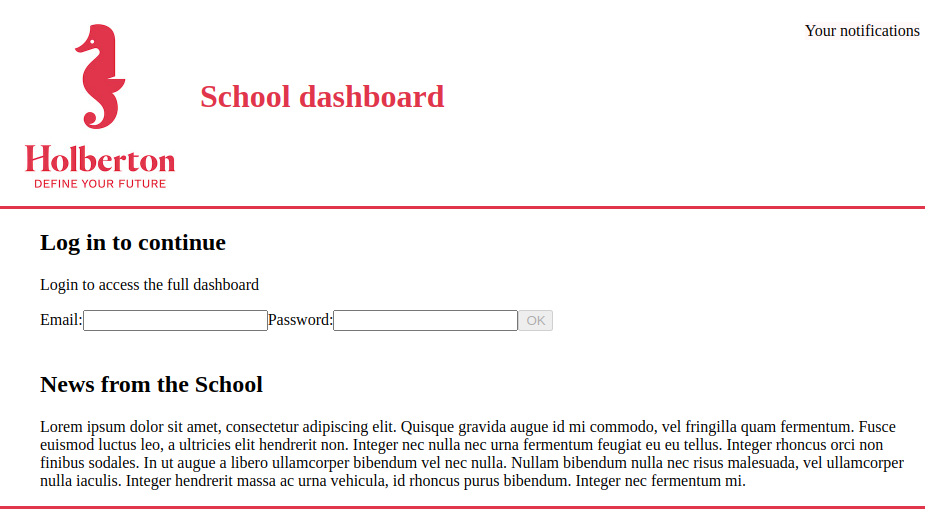 Your notifications
School dashboard
Holberton
DEFINE YOUR FUTURE
Log in to continue
Login to access the full dashboard
Email: Password: OK
News from the School
Lorem ipsum dolor sit amet, consectetur adipiscing elit. Quisque gravida augue id mi commodo, vel fringilla quam fermentum. Fusce
euismod luctus leo, a ultricies elit hendrerit non. Integer nec nulla nec urna fermentum feugiat eu eu tellus. Integer rhoncus orci non
finibus sodales. In ut augue a libero ullamcorper bibendum vel nec nulla. Nullam bibendum nulla nec risus malesuada, vel ullamcorper
nulla iaculis. Integer hendrerit massa ac urna vehicula, id rhoncus purus bibendum. Integer nec fermentum mi.